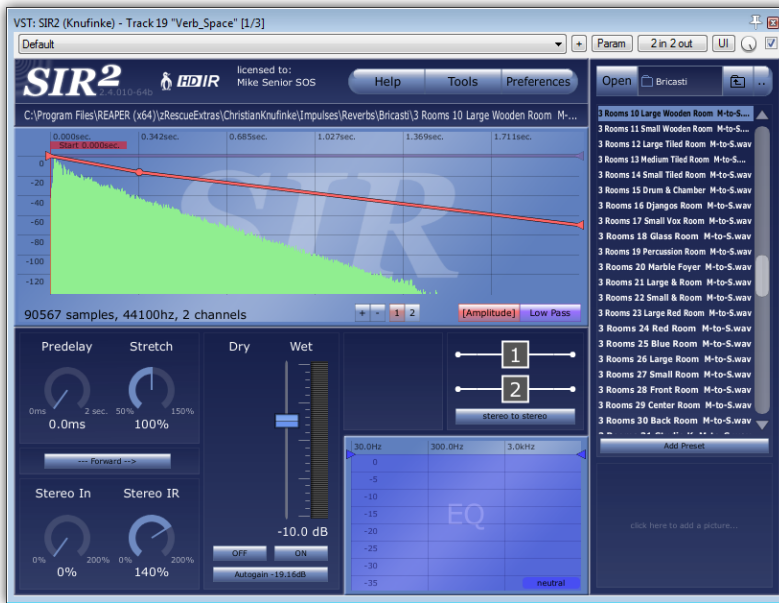 VST: SIR2 (Knufinke) - Track 19 "Verb_Space" [1/3]
Default
+
Param
2 in 2 out
UI
SIR2
2.4.010-64b
HDIR
licensed to:
Mike Senior SOS
Help
Tools
Preferences
Open
Bricasti
..
C:\Program Files\REAPER (x64)\zRescueExtras\ChristianKnufinke\Impulses\Reverbs\Bricasti\3 Rooms 10 Large Wooden Room M-...
0.000sec.
0.342sec.
0.685sec.
1.027sec.
1.369sec.
1.711sec.
Start 0.000sec.
0
-20
-40
-60
-80
-100
-120
SIR
90567 samples, 44100hz, 2 channels
+
-
1
2
[Amplitude]
Low Pass
3 Rooms 10 Large Wooden Room M-to-S....
3 Rooms 11 Small Wooden Room M-to-S....
3 Rooms 12 Large Tiled Room M-to-S.wav
3 Rooms 13 Medium Tiled Room M-to-S....
3 Rooms 14 Small Tiled Room M-to-S.wav
3 Rooms 15 Drum & Chamber M-to-S.wav
3 Rooms 16 Djangos Room M-to-S.wav
3 Rooms 17 Small Vox Room M-to-S.wav
3 Rooms 18 Glass Room M-to-S.wav
3 Rooms 19 Percussion Room M-to-S.wav
3 Rooms 20 Marble Foyer M-to-S.wav
3 Rooms 21 Large & Room M-to-S.wav
3 Rooms 22 Small & Room M-to-S.wav
3 Rooms 23 Large Red Room M-to-S.wav
3 Rooms 24 Red Room M-to-S.wav
3 Rooms 25 Blue Room M-to-S.wav
3 Rooms 26 Large Room M-to-S.wav
3 Rooms 27 Small Room M-to-S.wav
3 Rooms 28 Front Room M-to-S.wav
3 Rooms 29 Center Room M-to-S.wav
3 Rooms 30 Back Room M-to-S.wav
Add Preset
click here to add a picture...
Predelay
Stretch
0ms
2 sec.
50%
150%
0.0ms
100%
--- Forward -->
Stereo In
Stereo IR
0%
200%
0%
200%
0%
140%
Dry
Wet
-10.0 dB
OFF
ON
Autogain -19.16dB
1
2
stereo to stereo
30.0Hz
300.0Hz
3.0kHz
0
-5
-10
-15
-20
-25
-30
-35
EQ
neutral